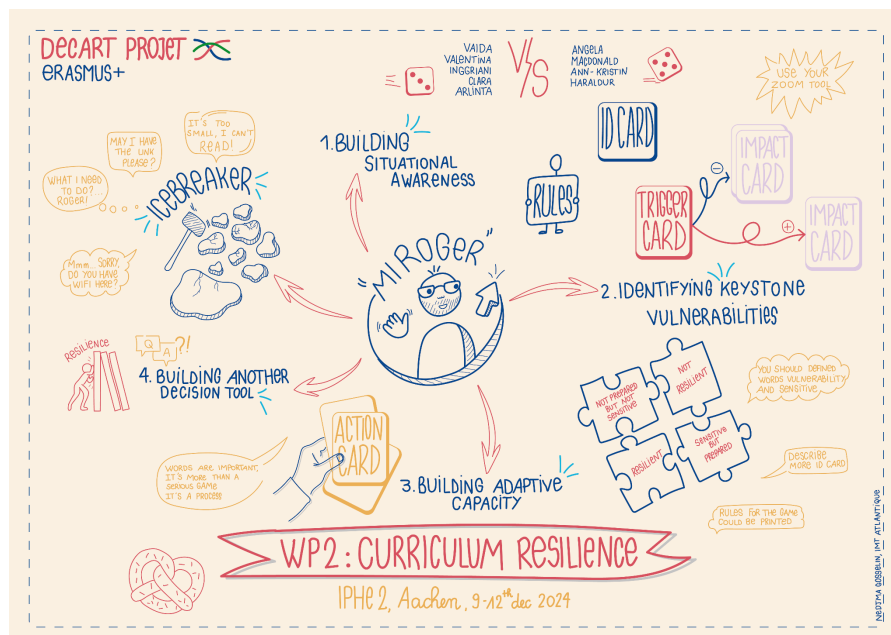 DECART PROJET
ERASMUS+
VAIDA
VALENTINA
INGGRIANI
CLARA
ARLINTA
V/S
ANGELA
MACDONALD
ANN-KRISTIN
HARALDUR
USE YOUR
ZOOM TOOL
IT'S TOO
SMALL, I CAN'T
READ!
MAY I HAVE
THE LINK
PLEASE?
WHAT I NEED
TO DO?
ROGER!
ICEBREAKER
Mmm... SORRY,
DO YOU HAVE
WIFI HERE?
1. BUILDING
SITUATIONAL
AWARENESS
ID CARD
RULES
TRIGGER
CARD
IMPACT
CARD
IMPACT
CARD
"MIROGER"
2. IDENTIFYING KEYSTONE
VULNERABILITIES
NOT PREPARED
BUT NOT
SENSITIVE
NOT
RESILIENT
RESILIENT
SENSITIVE
BUT
PREPARED
YOU SHOULD DEFINED
WORDS VULNERABILITY
AND SENSITIVE
DESCRIBE
MORE ID CARD
RULES FOR THE GAME
COULD BE PRINTED
3. BUILDING ADAPTIVE
CAPACITY
RESILIENCE
Q
A
?!
4. BUILDING ANOTHER
DECISION TOOL
ACTION
CARD
WORDS ARE IMPORTANT,
IT'S MORE THAN A
SERIOUS GAME
IT'S A PROCESS
WP2: CURRICULUM RESILIENCE
IPHE 2, Aachen, 9-12th dec 2024
NEDJMA GOSSELIN, IMT ATLANTIQUE